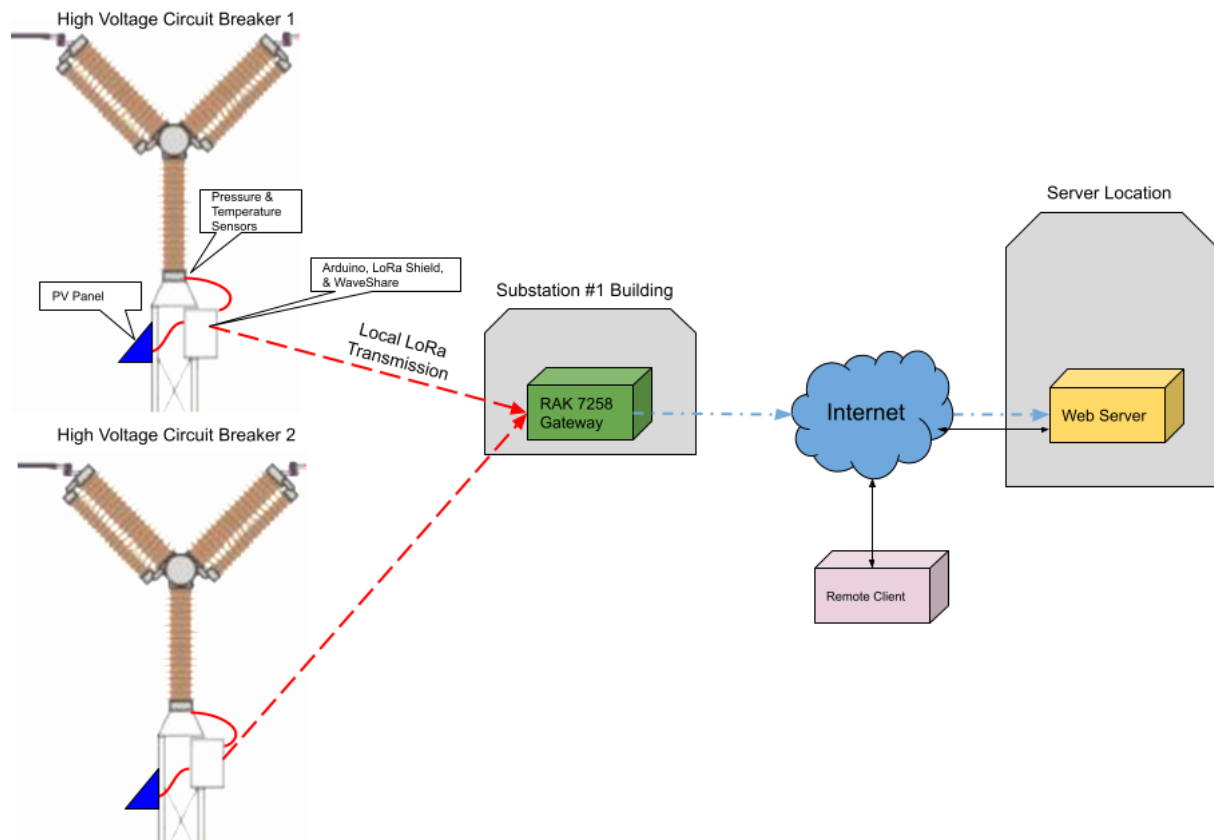 High Voltage Circuit Breaker 1
Pressure &
Temperature
Sensors
Arduino, LoRa Shield,
& WaveShare
PV Panel
Local LoRa
Transmission
Substation #1 Building
RAK 7258
Gateway
Internet
Server Location
Web Server
Remote Client
High Voltage Circuit Breaker 2